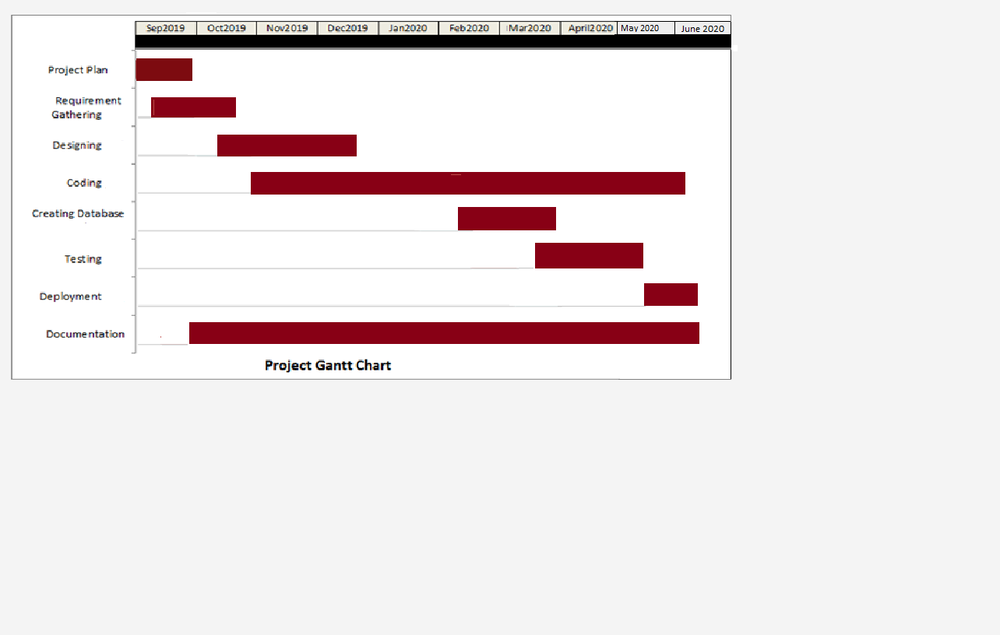 Sep2019 Oct2019 Nov2019 Dec2019 Jan2020 Feb2020 Mar2020 April2020 May 2020 June 2020
Project Plan
Requirement
Gathering
Designing
Coding
Creating Database
Testing
Deployment
Documentation
Project Gantt Chart